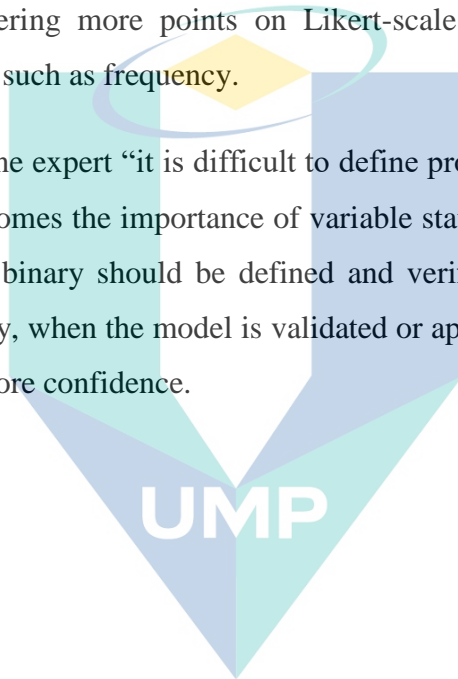 ering more points on Likert-scale
such as frequency.
he expert “it is difficult to define pro
omes the importance of variable sta
binary should be defined and veri
y, when the model is validated or ap
ore confidence.
UMP